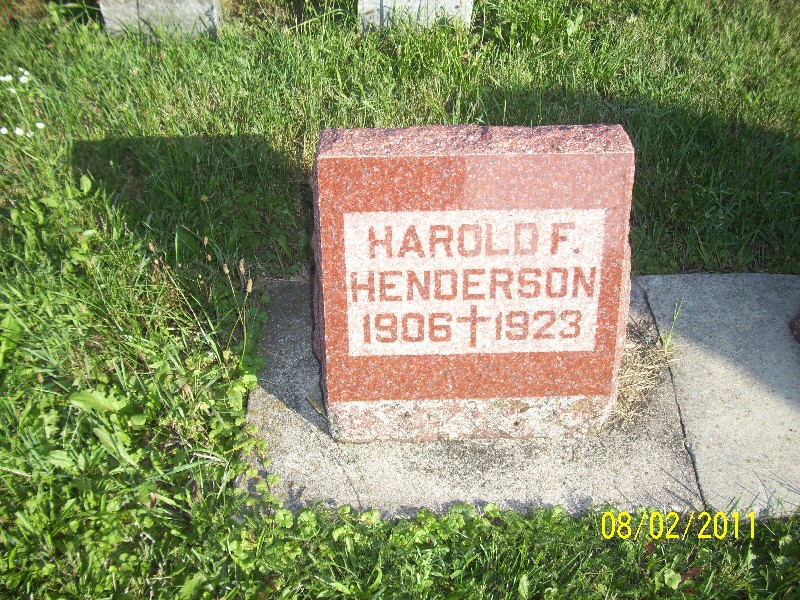 HAROLD F.
HENDERSON
1906✝1923
08/02/2011